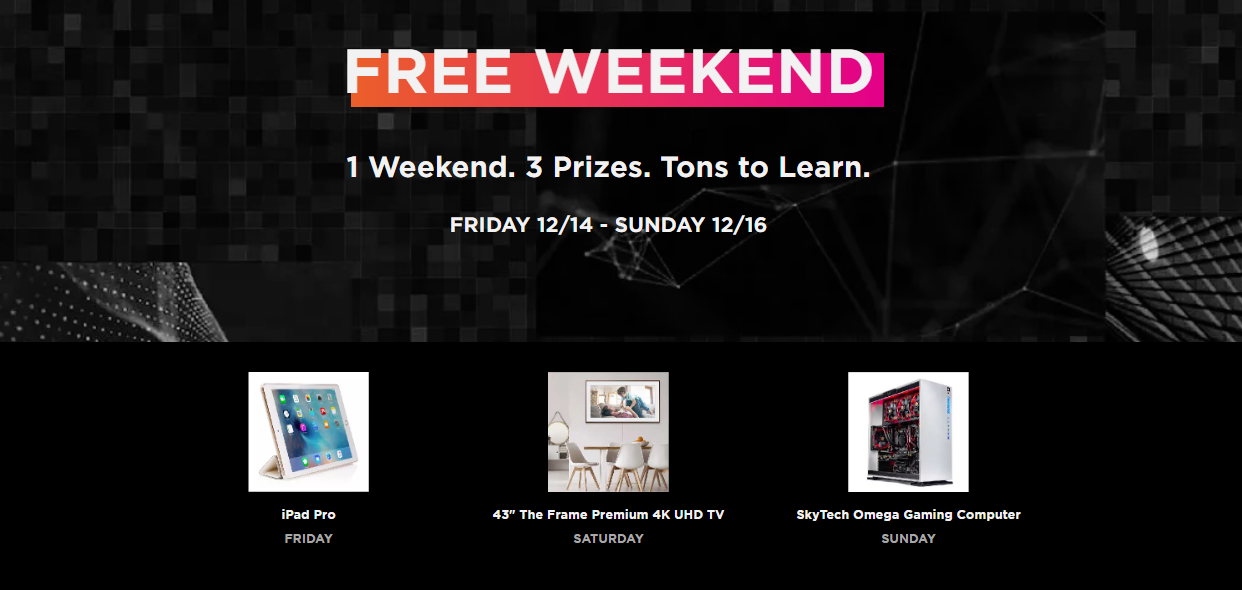 FREE WEEKEND
1 Weekend. 3 Prizes. Tons to Learn.
FRIDAY 12/14 - SUNDAY 12/16
iPad Pro
FRIDAY
43" The Frame Premium 4K UHD TV
SATURDAY
SkyTech Omega Gaming Computer
SUNDAY